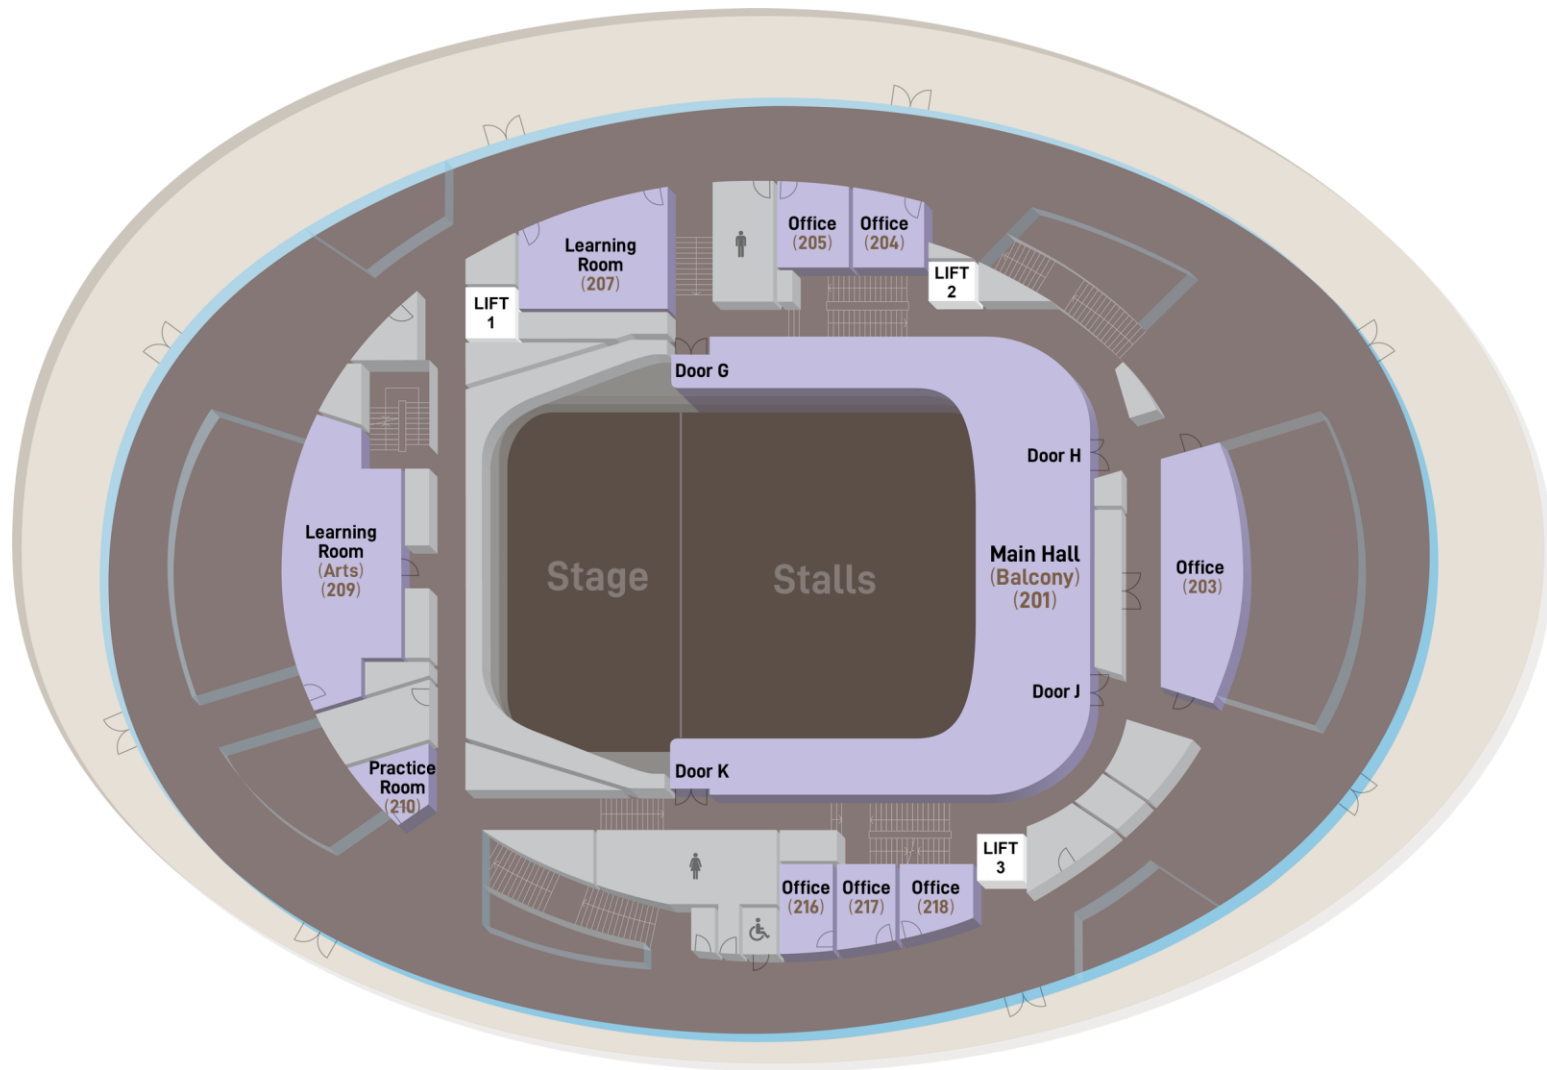 Office
(205)
Office
(204)
Learning
Room
(207)
LIFT
2
LIFT
1
Door G
Door H
Learning
Room
(Arts)
(209)
Stage
Stalls
Main Hall
(Balcony)
(201)
Office
(203)
Door J
Door K
Practice
Room
(210)
LIFT
3
Office
(216)
Office
(217)
Office
(218)